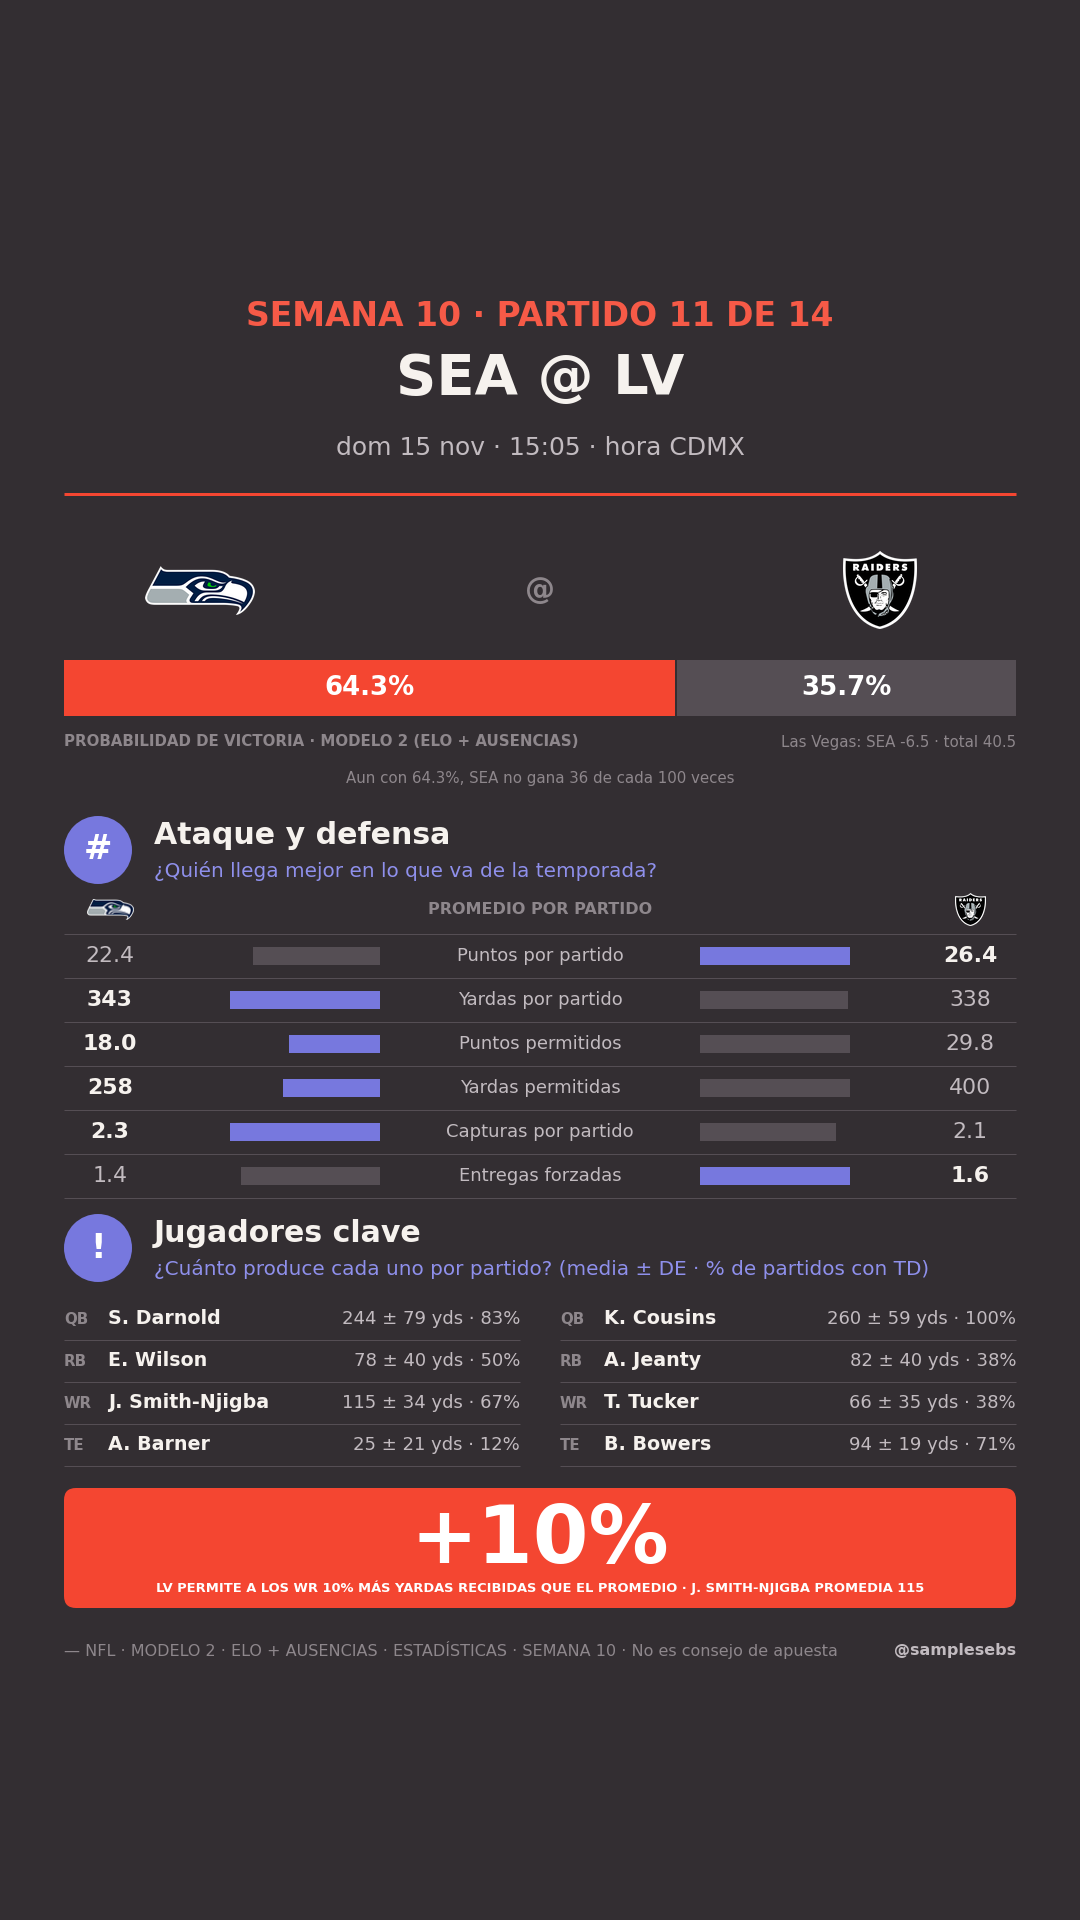 SEMANA 10 · PARTIDO 11 DE 14
SEA @ LV
dom 15 nov · 15:05 · hora CDMX
@
RAIDERS
64.3% 35.7%
PROBABILIDAD DE VICTORIA · MODELO 2 (ELO + AUSENCIAS) Las Vegas: SEA -6.5 · total 40.5
Aun con 64.3%, SEA no gana 36 de cada 100 veces
# Ataque y defensa
¿Quién llega mejor en lo que va de la temporada?
PROMEDIO POR PARTIDO RAIDERS
22.4 Puntos por partido 26.4
343 Yardas por partido 338
18.0 Puntos permitidos 29.8
258 Yardas permitidas 400
2.3 Capturas por partido 2.1
1.4 Entregas forzadas 1.6
! Jugadores clave
¿Cuánto produce cada uno por partido? (media ± DE · % de partidos con TD)
QB S. Darnold 244 ± 79 yds · 83% QB K. Cousins 260 ± 59 yds · 100%
RB E. Wilson 78 ± 40 yds · 50% RB A. Jeanty 82 ± 40 yds · 38%
WR J. Smith-Njigba 115 ± 34 yds · 67% WR T. Tucker 66 ± 35 yds · 38%
TE A. Barner 25 ± 21 yds · 12% TE B. Bowers 94 ± 19 yds · 71%
+10%
LV PERMITE A LOS WR 10% MÁS YARDAS RECIBIDAS QUE EL PROMEDIO · J. SMITH-NJIGBA PROMEDIA 115
— NFL · MODELO 2 · ELO + AUSENCIAS · ESTADÍSTICAS · SEMANA 10 · No es consejo de apuesta @samplesebs